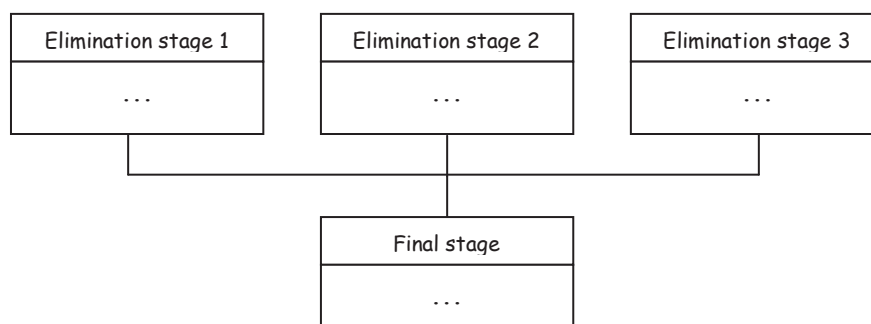 Elimination stage 1
Elimination stage 2
Elimination stage 3
...
...
...
Final stage
...